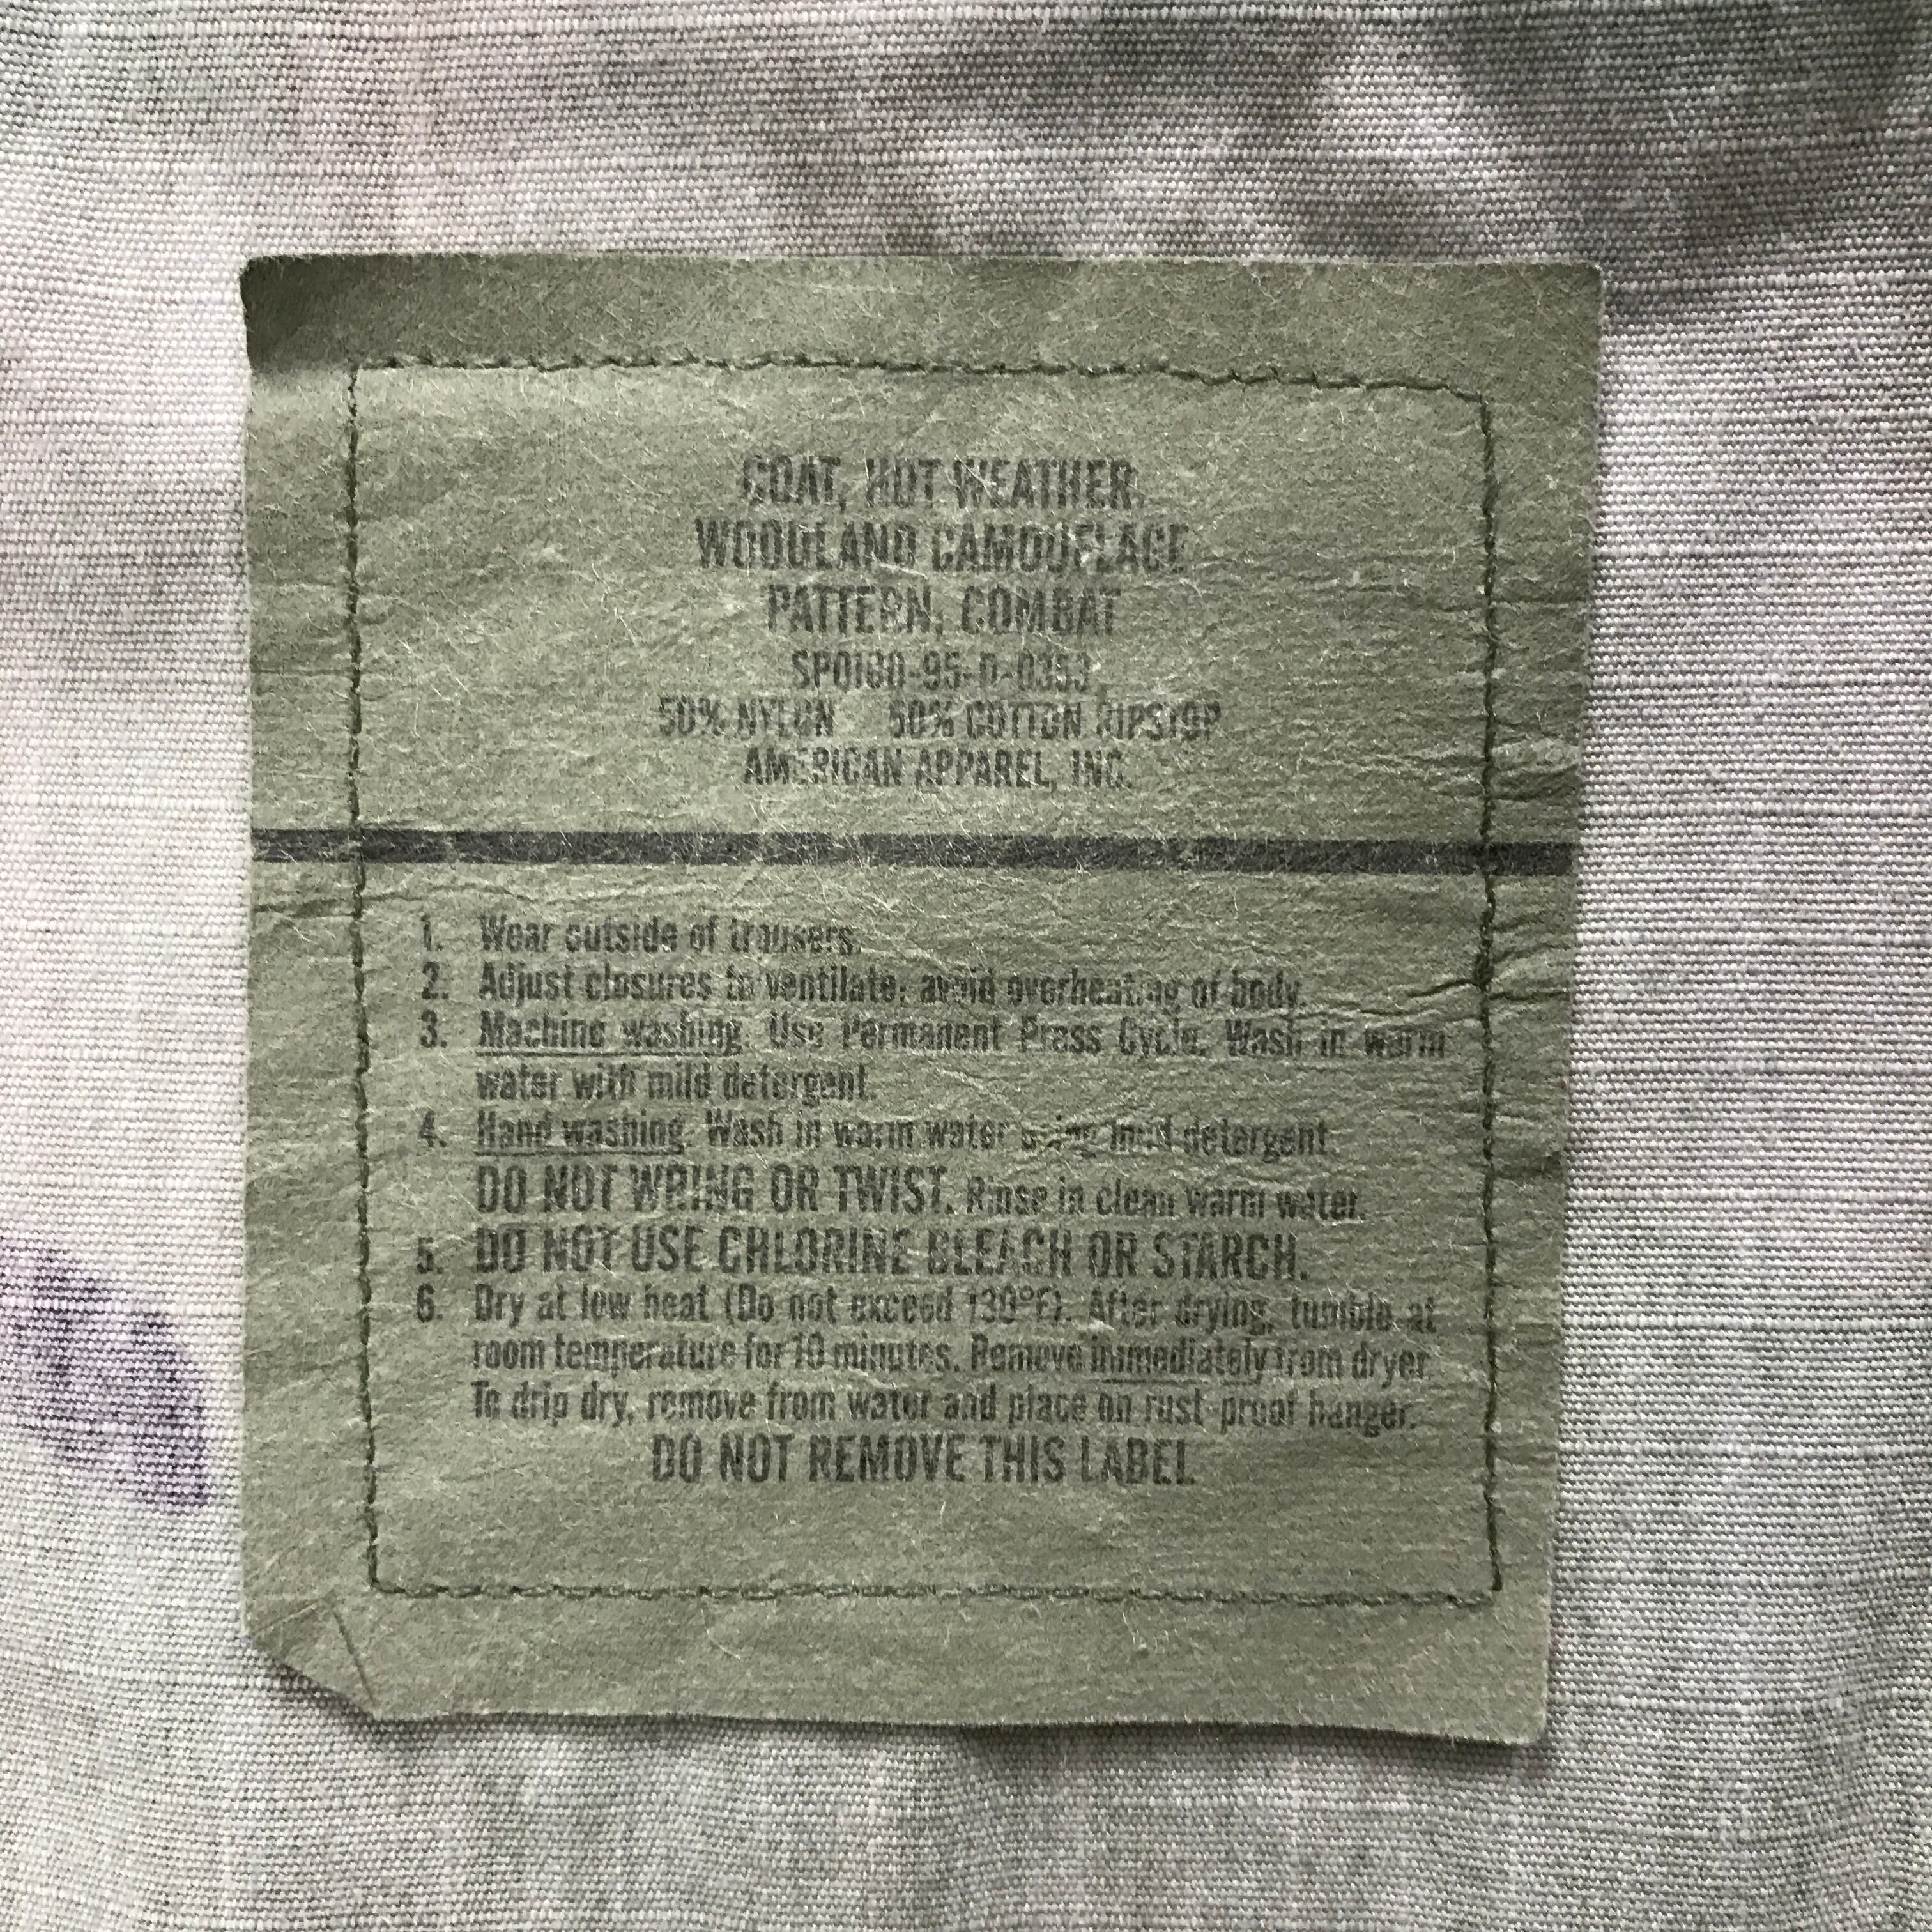 COAT, HOT WEATHER
WOODLAND CAMOUFLAGE
PATTERN, COMBAT
SP0100-95-D-0353
50% NYLON 50% COTTON RIPSTOP
AMERICAN APPAREL, INC.
1. Wear outside of trousers.
2. Adjust closures to ventilate; avoid overheating of body.
3. Machine washing. Use Permanent Press Cycle. Wash in warm
water with mild detergent.
4. Hand washing. Wash in warm water using mild detergent.
DO NOT WRING OR TWIST. Rinse in clean warm water.
5. DO NOT USE CHLORINE BLEACH OR STARCH.
6. Dry at low heat (Do not exceed 130°F). After drying, tumble at
room temperature for 10 minutes. Remove immediately from dryer.
To drip dry, remove from water and place on rust-proof hanger.
DO NOT REMOVE THIS LABEL